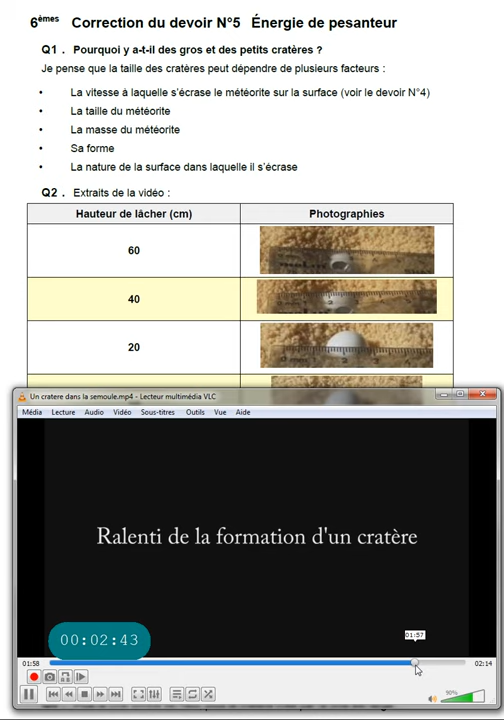 6èmes Correction du devoir N°5 Énergie de pesanteur
Q1. Pourquoi y a-t-il des gros et des petits cratères ?
Je pense que la taille des cratères peut dépendre de plusieurs facteurs :
• La vitesse à laquelle s’écrase le météorite sur la surface (voir le devoir N°4)
• La taille du météorite
• La masse du météorite
• Sa forme
• La nature de la surface dans laquelle il s’écrase
Q2. Extraits de la vidéo :
Hauteur de lâcher (cm) Photographies
60
40
20
Un cratere dans la semoule.mp4 - Lecteur multimédia VLC
Média Lecture Audio Vidéo Sous-titres Outils Vue Aide
Ralenti de la formation d'un cratère
00:02:43
01:57
01:58 02:14
90%